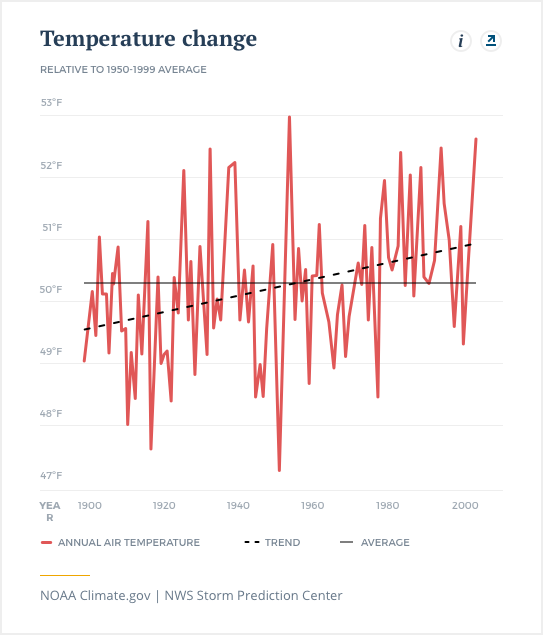 Temperature change
i
RELATIVE TO 1950-1999 AVERAGE
53°F
52°F
51°F
50°F
49°F
48°F
47°F
YEA
R
1900 1920 1940 1960 1980 2000
ANNUAL AIR TEMPERATURE TREND AVERAGE
NOAA Climate.gov | NWS Storm Prediction Center